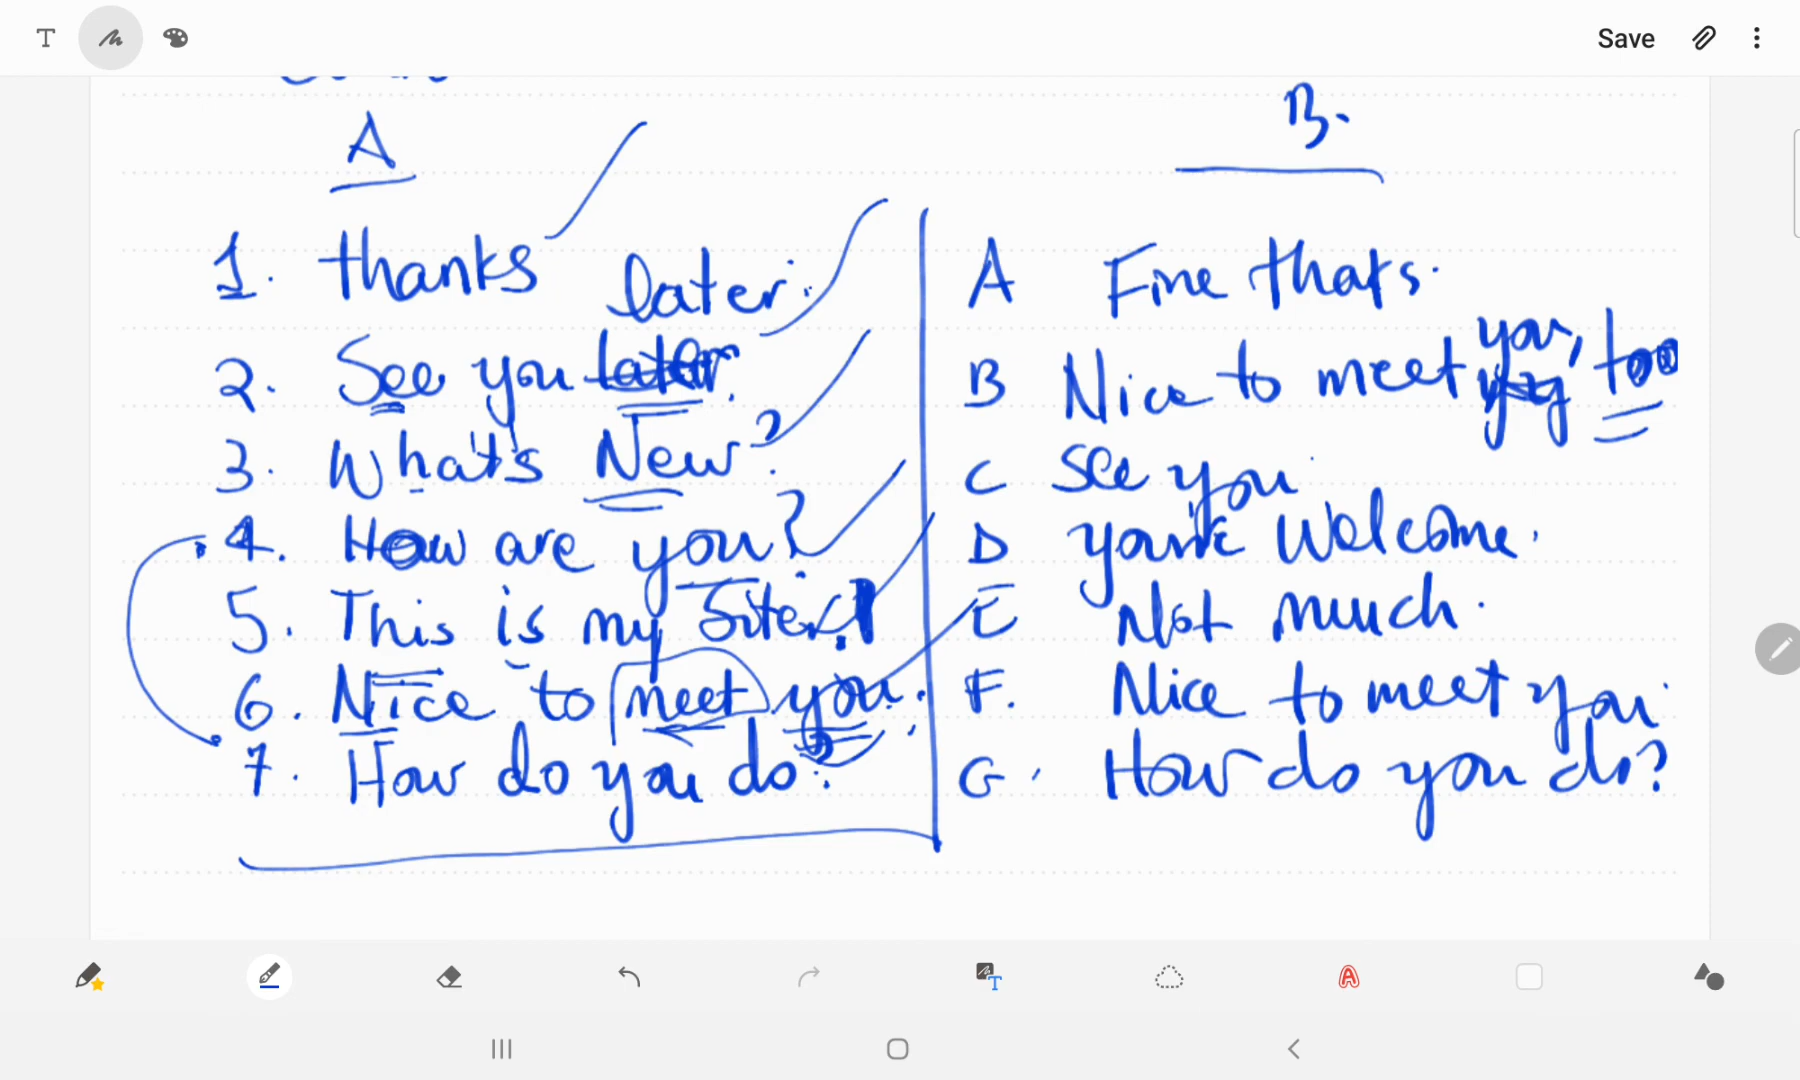 Save
A
B.
1. thanks
later.
A Fine thaks.
2. See you later.
B Nice to meet you, too
3. What's New?
C See you
4. How are you?
D you're Welcome.
5. This is my Sister.
E Not much.
6. Nice to meet you.
F. Nice to meet you
7. How do you do?
G. How do you do?